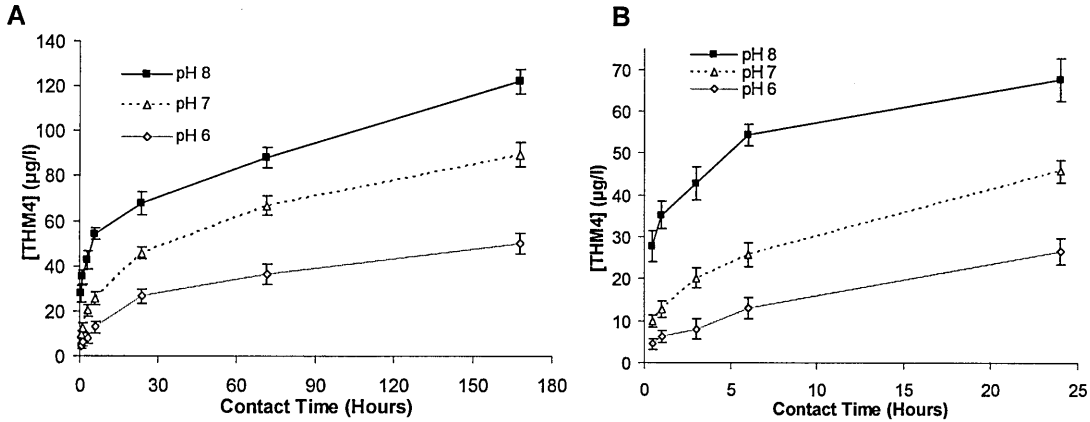 A
[THM4] (µg/l)
140
120
100
80
60
40
20
0
pH 8
pH 7
pH 6
0 30 60 90 120 150 180
Contact Time (Hours)
B
[THM4] (µg/l)
70
60
50
40
30
20
10
0
pH 8
pH 7
pH 6
0 5 10 15 20 25
Contact Time (Hours)